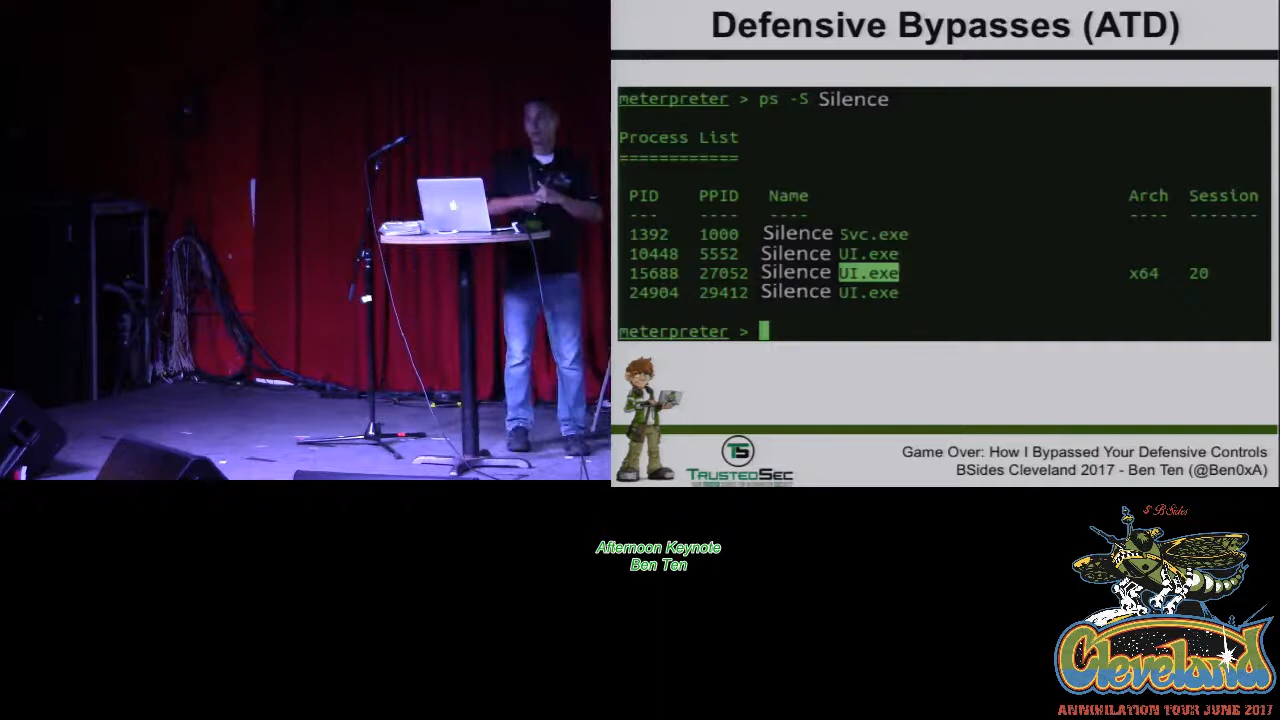 Defensive Bypasses (ATD)
meterpreter > ps -S Silence
Process List
============
PID PPID Name Arch Session
--- ---- ---- ---- -------
1392 1000 Silence Svc.exe
10448 5552 Silence UI.exe
15688 27052 Silence UI.exe x64 20
24904 29412 Silence UI.exe
meterpreter >
TS
TRUSTEDSEC
Game Over: How I Bypassed Your Defensive Controls
BSides Cleveland 2017 - Ben Ten (@Ben0xA)
Afternoon Keynote
Ben Ten
$ BSides
Cleveland
ANNIHILATION TOUR JUNE 2017